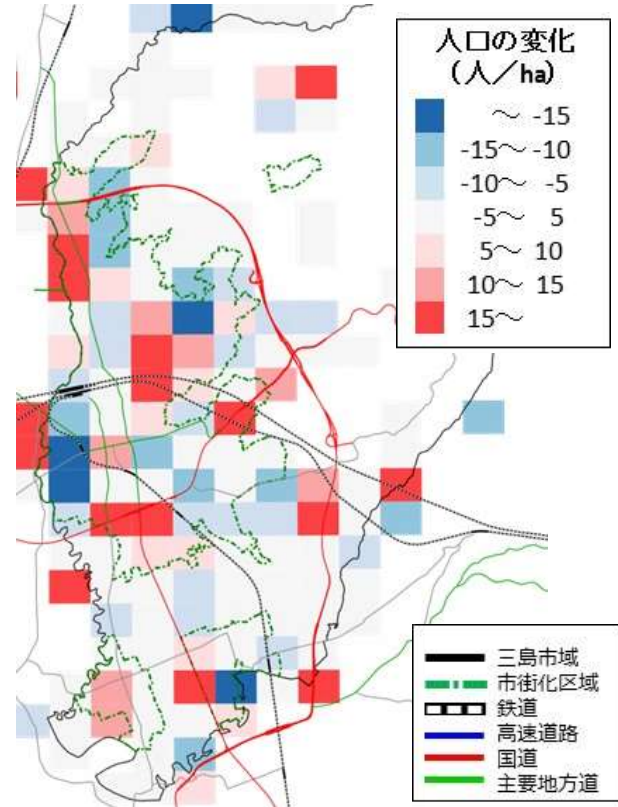 人口の変化
（人／ha）
～ -15
-15～ -10
-10～ -5
-5～ 5
5～ 10
10～ 15
15～
三島市域
市街化区域
鉄道
高速道路
国道
主要地方道